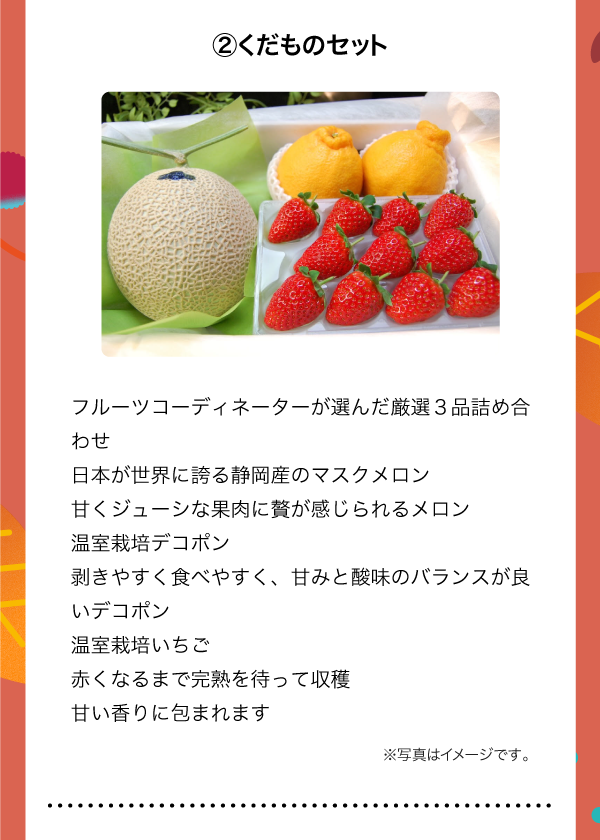 ②くだものセット
フルーツコーディネーターが選んだ厳選３品詰め合
わせ
日本が世界に誇る静岡産のマスクメロン
甘くジューシな果肉に贅が感じられるメロン
温室栽培デコポン
剥きやすく食べやすく、甘みと酸味のバランスが良
いデコポン
温室栽培いちご
赤くなるまで完熟を待って収穫
甘い香りに包まれます
※写真はイメージです。